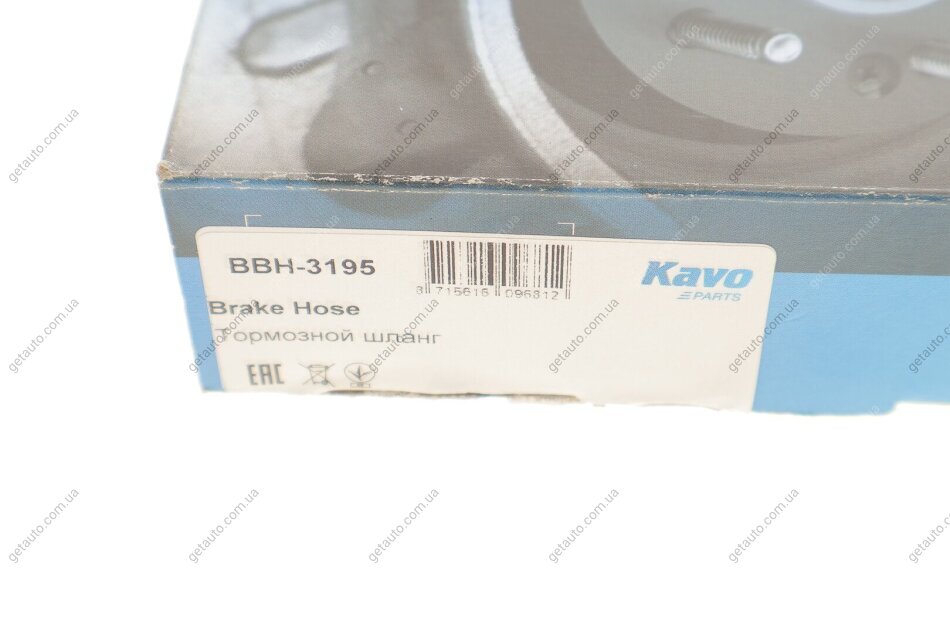 BBH-3195
8 715616 096812
Kavo
PARTS
Brake Hose
Тормозной шланг
EAC
getauto.com.ua